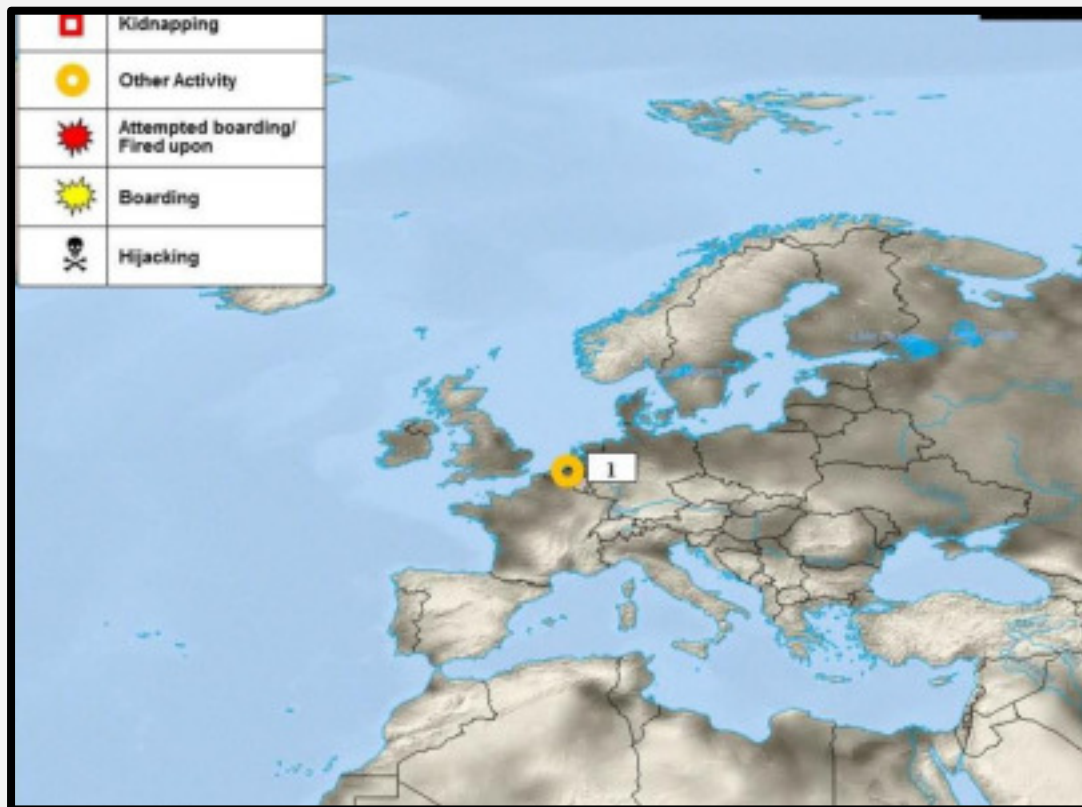 Kidnapping
Other Activity
Attempted boarding/
Fired upon
Boarding
Hijacking
1